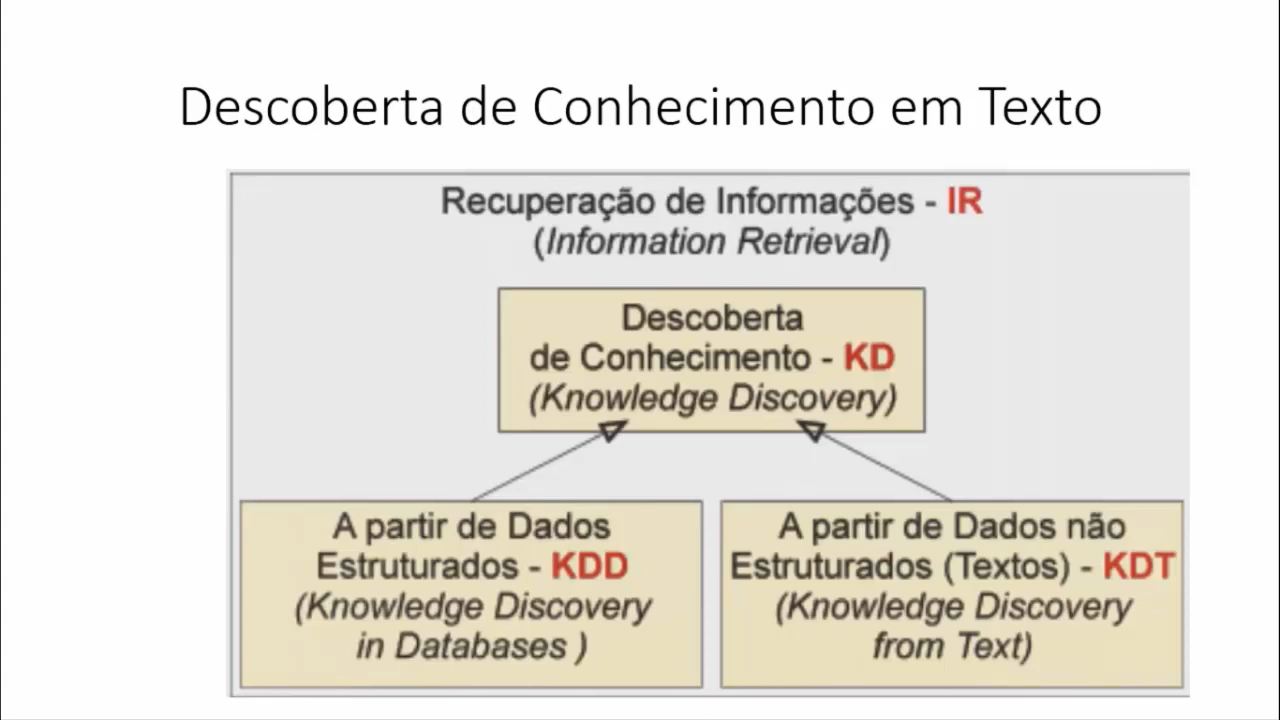 Descoberta de Conhecimento em Texto
Recuperação de Informações - IR
(Information Retrieval)
Descoberta
de Conhecimento - KD
(Knowledge Discovery)
A partir de Dados
Estruturados - KDD
(Knowledge Discovery
in Databases )
A partir de Dados não
Estruturados (Textos) - KDT
(Knowledge Discovery
from Text)